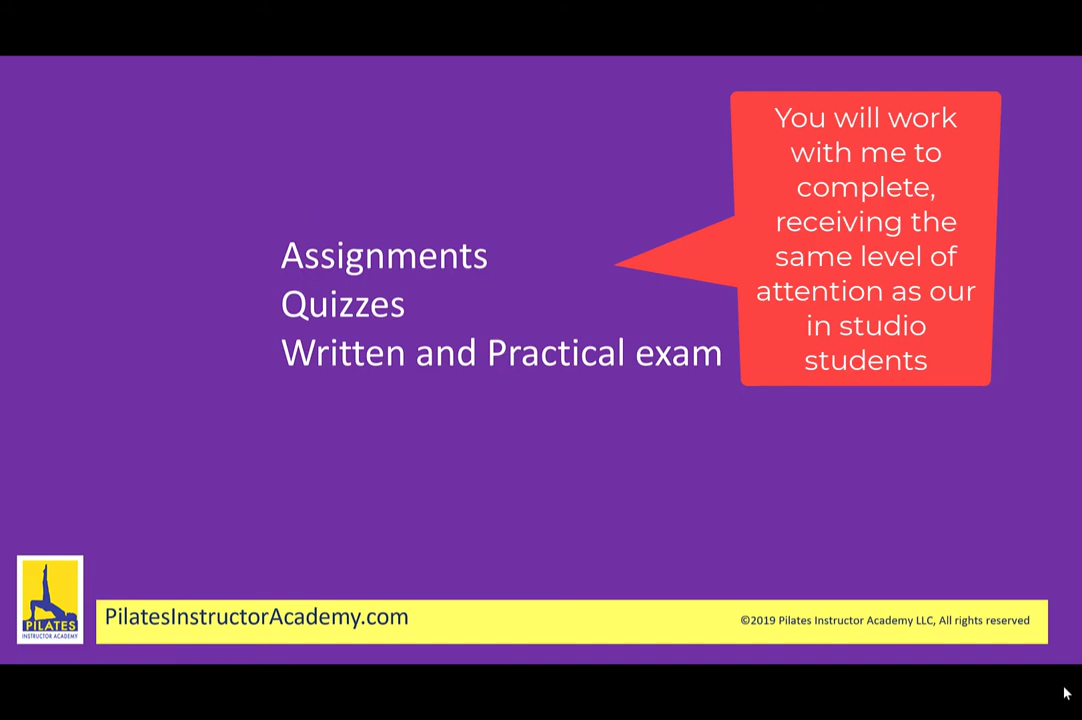 You will work
with me to
complete,
receiving the
same level of
attention as our
in studio
students
Assignments
Quizzes
Written and Practical exam
PILATES
INSTRUCTOR ACADEMY
PilatesInstructorAcademy.com
©2019 Pilates Instructor Academy LLC, All rights reserved